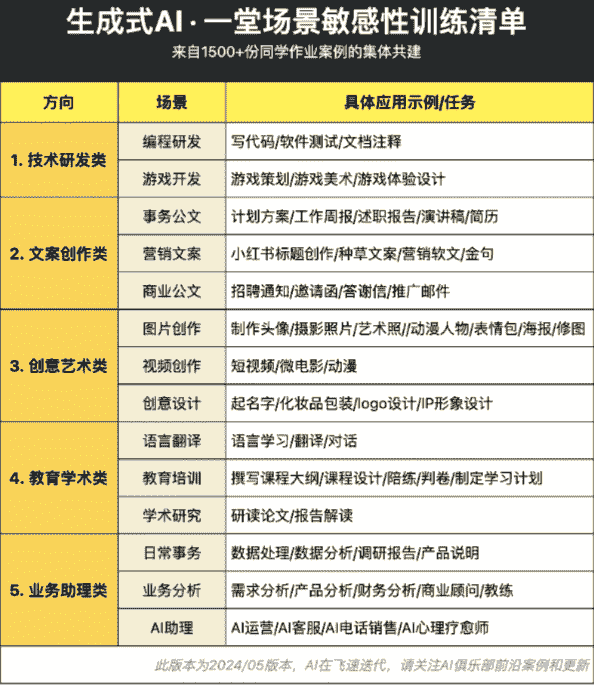 生成式AI·一堂场景敏感性训练清单
来自1500+份同学作业案例的集体共建
方向 场景 具体应用示例/任务
1. 技术研发类 编程研发 写代码/软件测试/文档注释
游戏开发 游戏策划/游戏美术/游戏体验设计
2. 文案创作类 事务公文 计划方案/工作周报/述职报告/演讲稿/简历
营销文案 小红书标题创作/种草文案/营销软文/金句
商业公文 招聘通知/邀请函/答谢信/推广邮件
3. 创意艺术类 图片创作 制作头像/摄影照片/艺术照//动漫人物/表情包/海报/修图
视频创作 短视频/微电影/动漫
创意设计 起名字/化妆品包装/logo设计/IP形象设计
4. 教育学术类 语言翻译 语言学习/翻译/对话
教育培训 撰写课程大纲/课程设计/陪练/判卷/制定学习计划
学术研究 研读论文/报告解读
5. 业务助理类 日常事务 数据处理/数据分析/调研报告/产品说明
业务分析 需求分析/产品分析/财务分析/商业顾问/教练
AI助理 AI运营/AI客服/AI电话销售/AI心理疗愈师
此版本为2024/05版本，AI在飞速迭代，请关注AI俱乐部前沿案例和更新